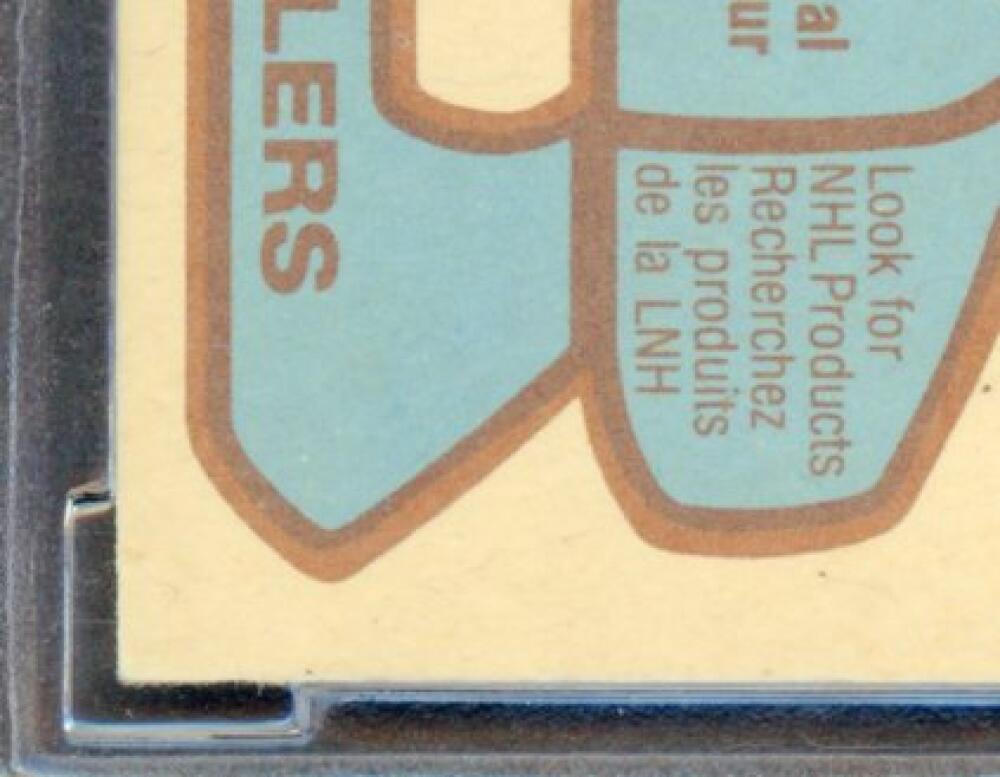 LERS
al
ur
Look for
NHL Products
Recherchez
les produits
de la LNH